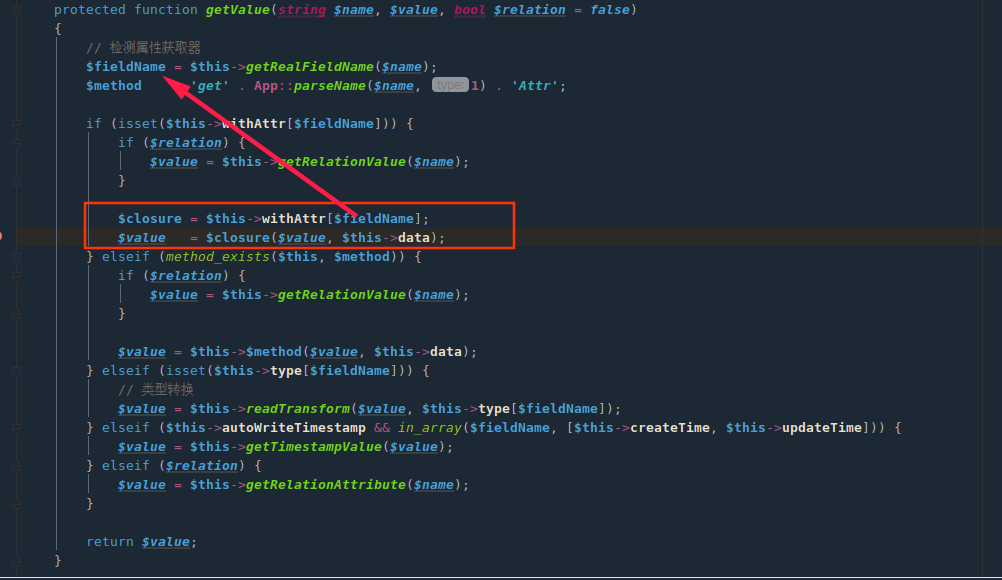 protected function getValue(string $name, $value, bool $relation = false)
{
// 检测属性获取器
$fieldName = $this->getRealFieldName($name);
$method 'get' . App::parseName($name, type: 1) . 'Attr';
if (isset($this->withAttr[$fieldName])) {
if ($relation) {
$value = $this->getRelationValue($name);
}
$closure = $this->withAttr[$fieldName];
$value = $closure($value, $this->data);
} elseif (method_exists($this, $method)) {
if ($relation) {
$value = $this->getRelationValue($name);
}
$value = $this->$method($value, $this->data);
} elseif (isset($this->type[$fieldName])) {
// 类型转换
$value = $this->readTransform($value, $this->type[$fieldName]);
} elseif ($this->autoWriteTimestamp && in_array($fieldName, [$this->createTime, $this->updateTime])) {
$value = $this->getTimestampValue($value);
} elseif ($relation) {
$value = $this->getRelationAttribute($name);
}
return $value;
}